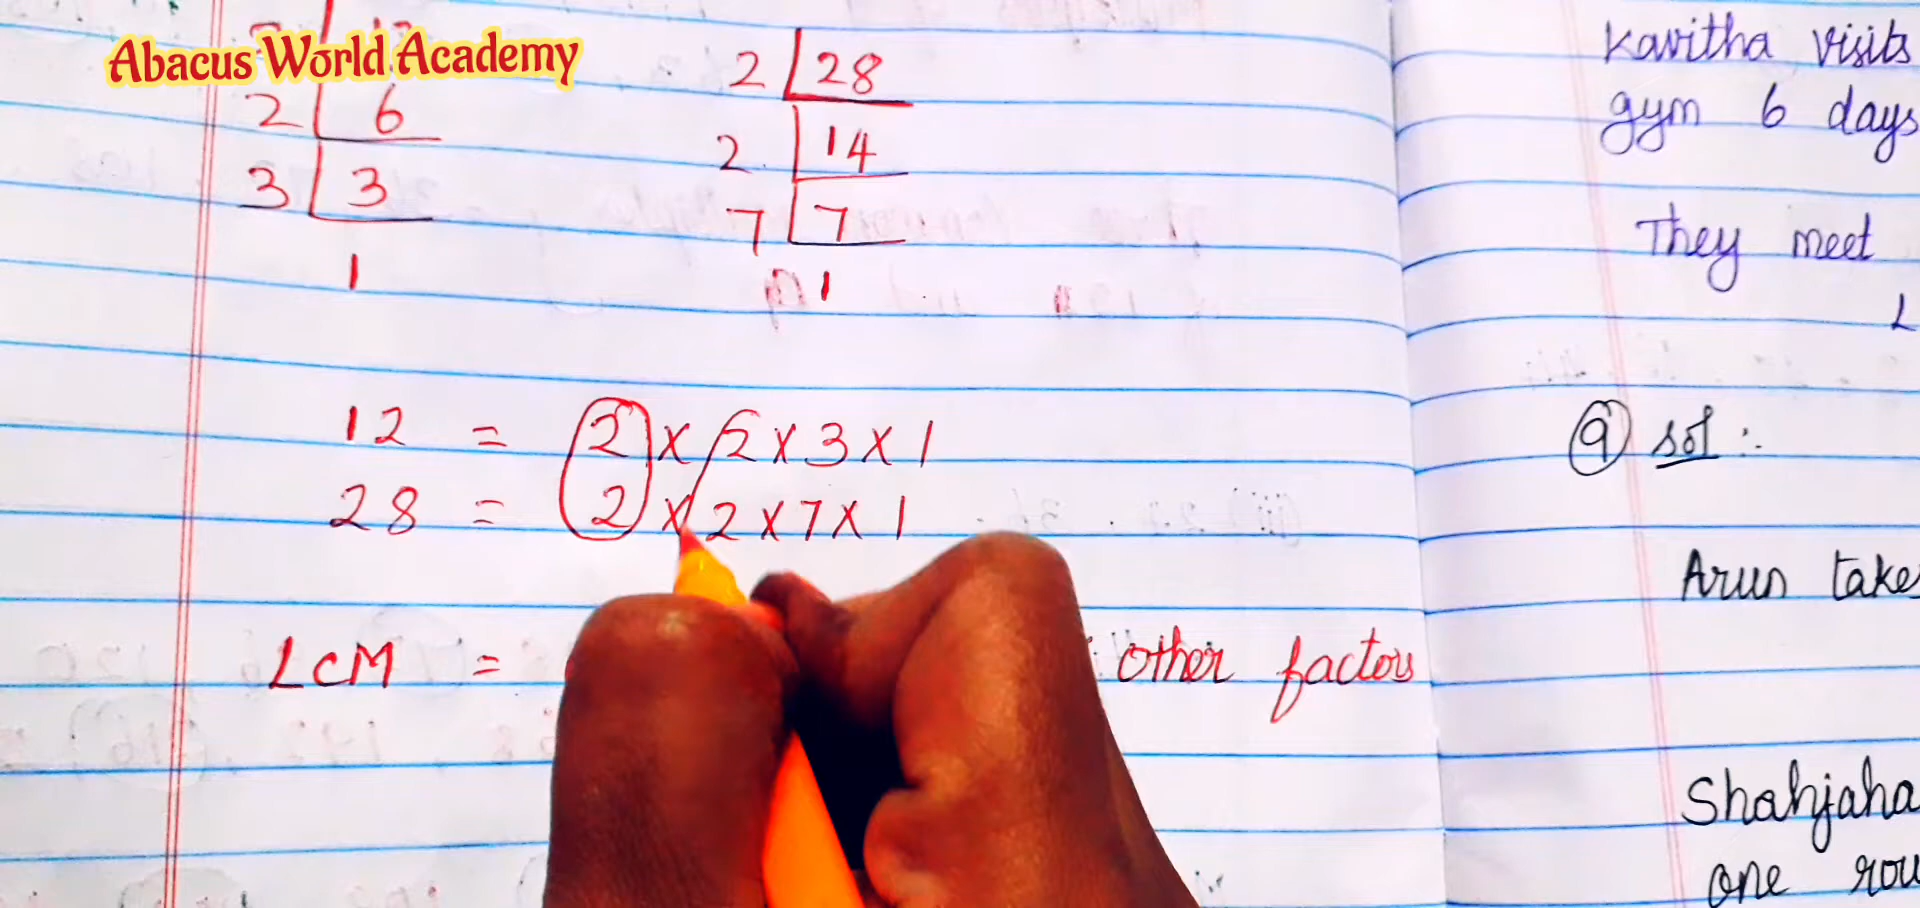 Abacus World Academy
2 6
3 3
1
2 28
2 14
7 7
1
12 = 2 × 2 × 3 × 1
28 = 2 × 2 × 7 × 1
LCM = other factors
Kavitha visits
gym 6 days
They meet
L
9 sol :.
Arun take
Shahjaha
one rou